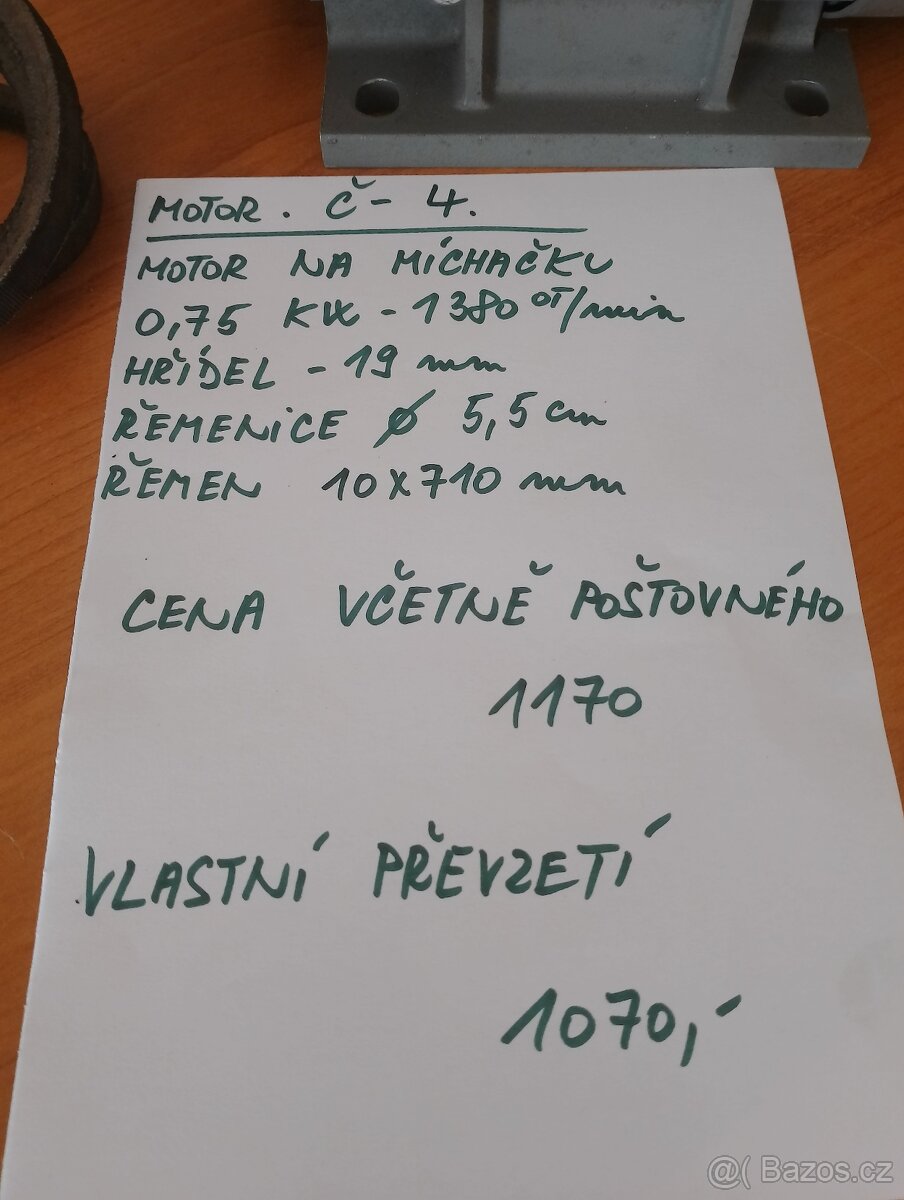 MOTOR. Č- 4.
MOTOR NA MÍCHAČKU
0,75 KW - 1380 OT/min
HŘÍDEL - 19 mm
ŘEMENICE Ø 5,5 cm
ŘEMEN 10X710 mm
CENA VČETNĚ POŠTOVNÉHO
1170
VLASTNÍ PŘEVZETÍ
1070,-
@( Bazos.cz